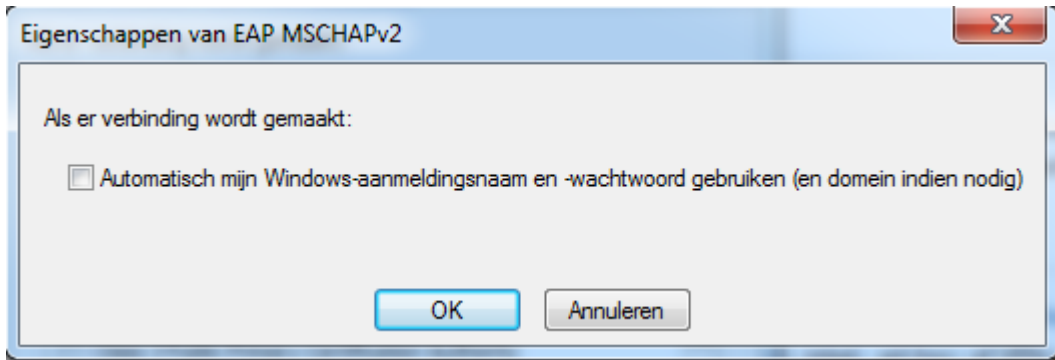 Eigenschappen van EAP MSCHAPv2
Als er verbinding wordt gemaakt:
Automatisch mijn Windows-aanmeldingsnaam en -wachtwoord gebruiken (en domein indien nodig)
OK Annuleren